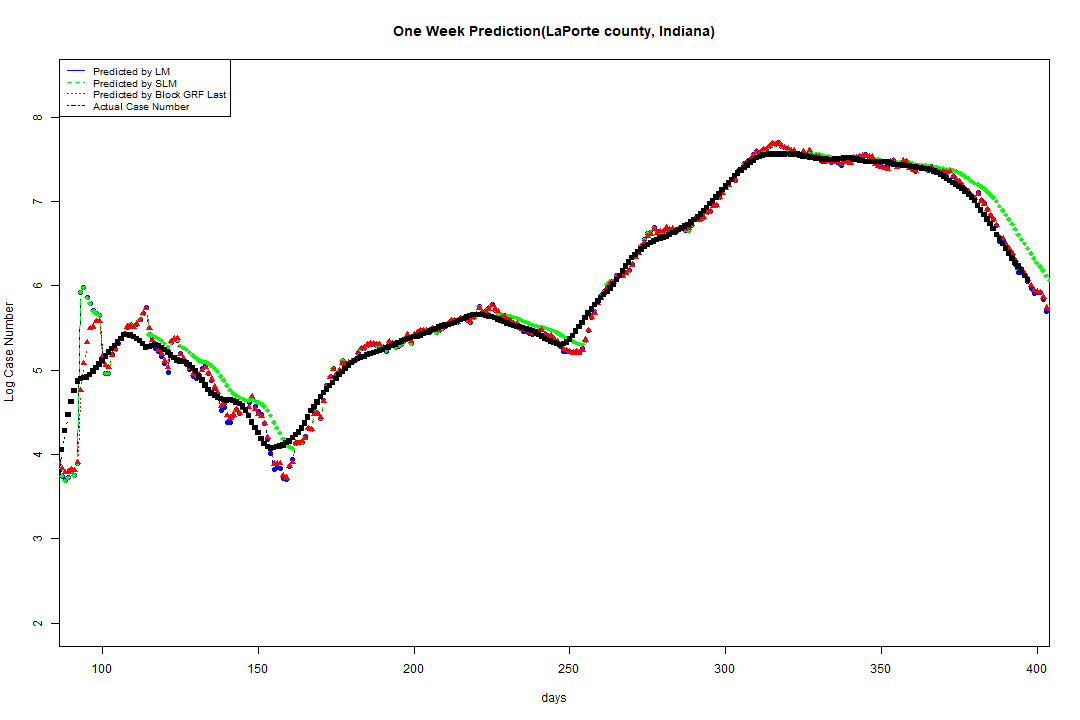 One Week Prediction(LaPorte county, Indiana)
Predicted by LM
Predicted by SLM
Predicted by Block GRF Last
Actual Case Number
Log Case Number
8
7
6
5
4
3
2
100 150 200 250 300 350 400
days